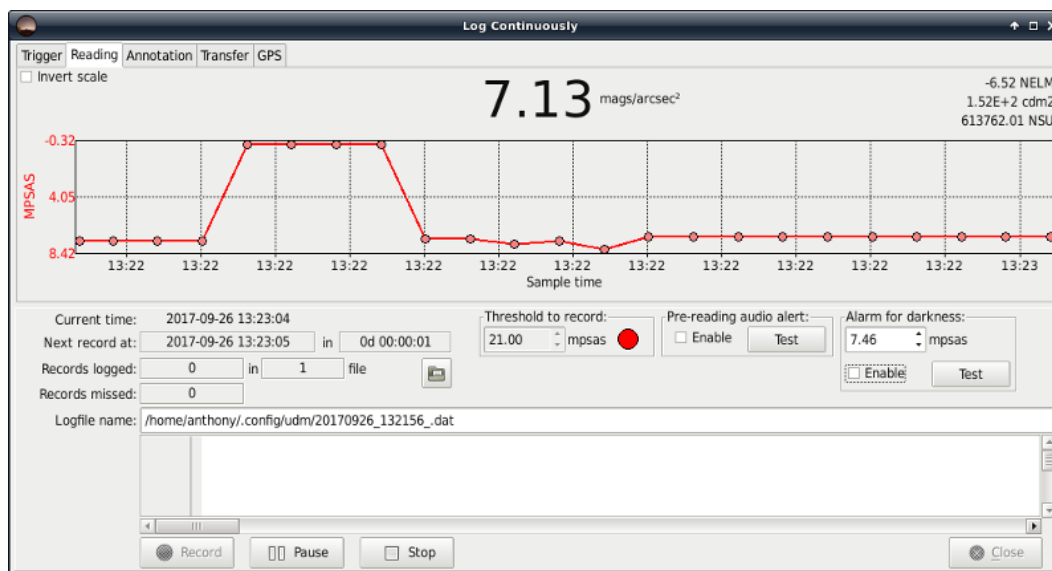 Log Continuously
Trigger Reading Annotation Transfer GPS
Invert scale
7.13 mags/arcsec²
-6.52 NELM
1.52E+2 cdm2
613762.01 NSU
MPSAS
-0.32
4.05
8.42
13:22 13:22 13:22 13:22 13:22 13:22 13:22 13:22 13:22 13:22 13:22 13:22 13:23
Sample time
Current time: 2017-09-26 13:23:04
Next record at: 2017-09-26 13:23:05 in 0d 00:00:01
Records logged: 0 in 1 file
Records missed: 0
Threshold to record:
21.00 mpsas
Pre-reading audio alert:
Enable Test
Alarm for darkness:
7.46 mpsas
Enable Test
Logfile name: /home/anthony/.config/udm/20170926_132156_.dat
Record Pause Stop Close